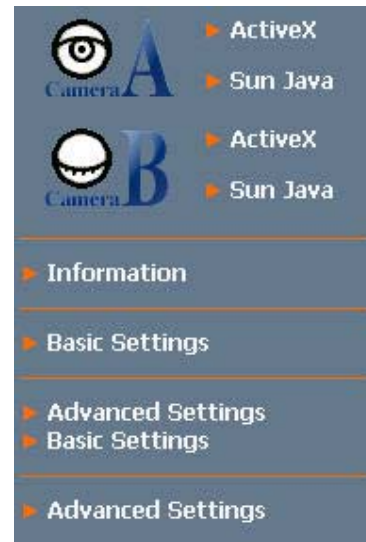 ActiveX
Camera A
Sun Java
ActiveX
Camera B
Sun Java
Information
Basic Settings
Advanced Settings
Basic Settings
Advanced Settings